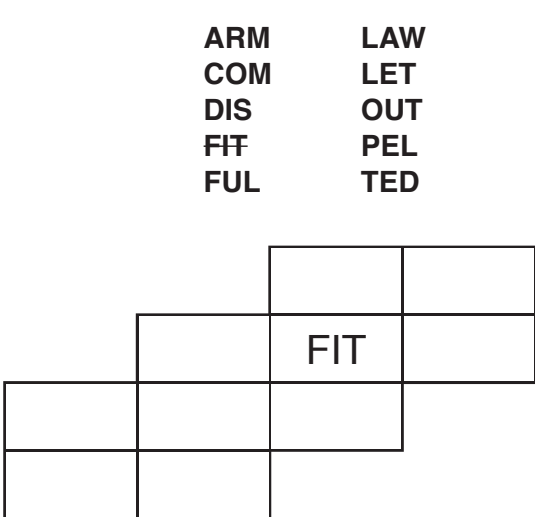 ARM LAW
COM LET
DIS OUT
FIT PEL
FUL TED
FIT